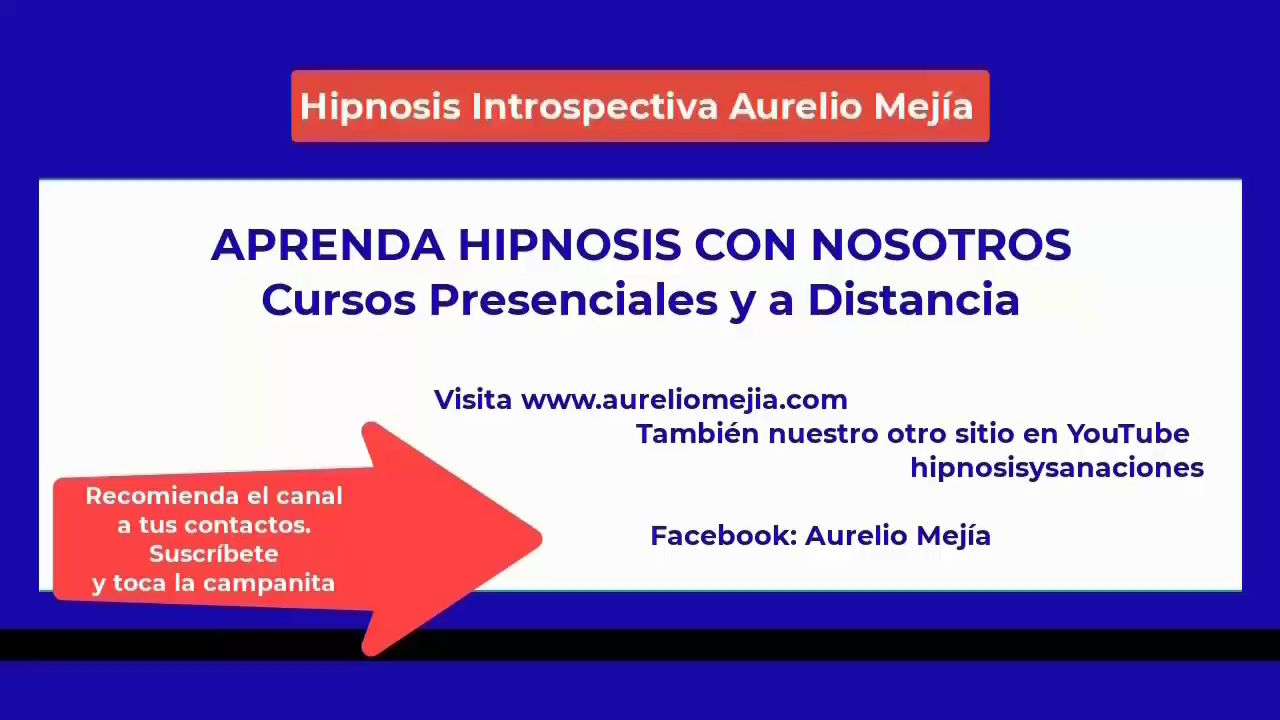 Hipnosis Introspectiva Aurelio Mejía
APRENDA HIPNOSIS CON NOSOTROS
Cursos Presenciales y a Distancia
Visita www.aureliomejia.com
También nuestro otro sitio en YouTube
hipnosisysanaciones
Facebook: Aurelio Mejía
Recomienda el canal
a tus contactos.
Suscríbete
y toca la campanita